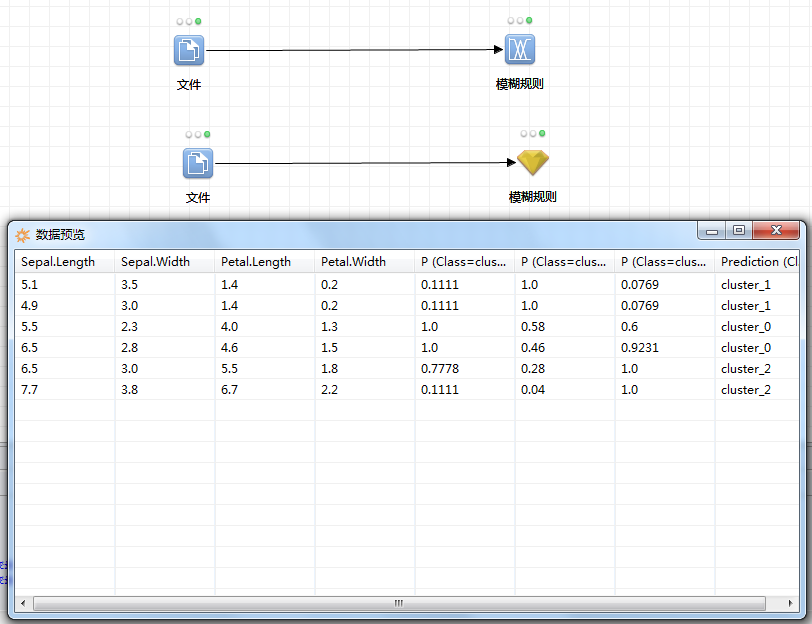 文件 模糊规则
文件 模糊规则
数据预览
Sepal.Length Sepal.Width Petal.Length Petal.Width P (Class=clus... P (Class=clus... P (Class=clus... Prediction (Cl
5.1 3.5 1.4 0.2 0.1111 1.0 0.0769 cluster_1
4.9 3.0 1.4 0.2 0.1111 1.0 0.0769 cluster_1
5.5 2.3 4.0 1.3 1.0 0.58 0.6 cluster_0
6.5 2.8 4.6 1.5 1.0 0.46 0.9231 cluster_0
6.5 3.0 5.5 1.8 0.7778 0.28 1.0 cluster_2
7.7 3.8 6.7 2.2 0.1111 0.04 1.0 cluster_2